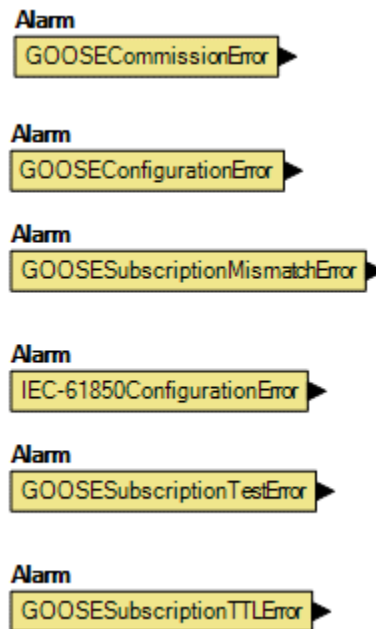 Alarm
GOOSECommissionError
Alarm
GOOSEConfigurationError
Alarm
GOOSESubscriptionMismatchError
Alarm
IEC-61850ConfigurationError
Alarm
GOOSESubscriptionTestError
Alarm
GOOSESubscriptionTTLError